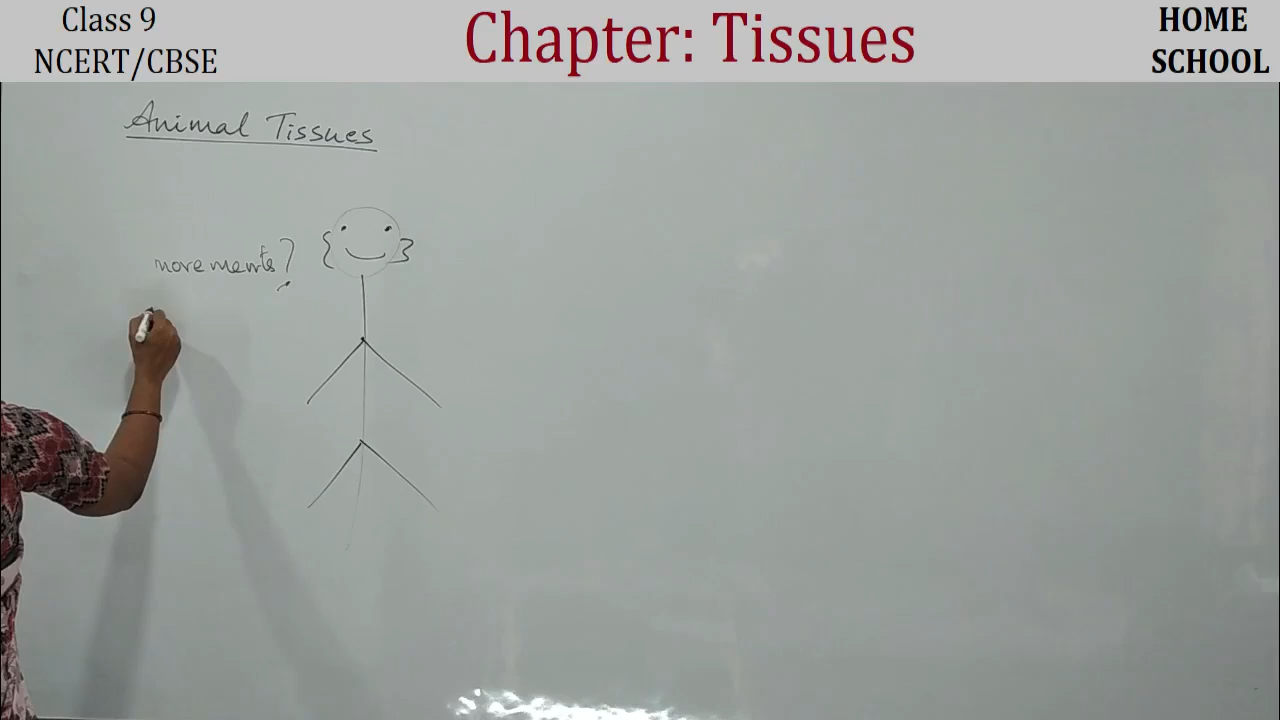 Class 9
NCERT/CBSE
Chapter: Tissues
HOME
SCHOOL
Animal Tissues
movements?